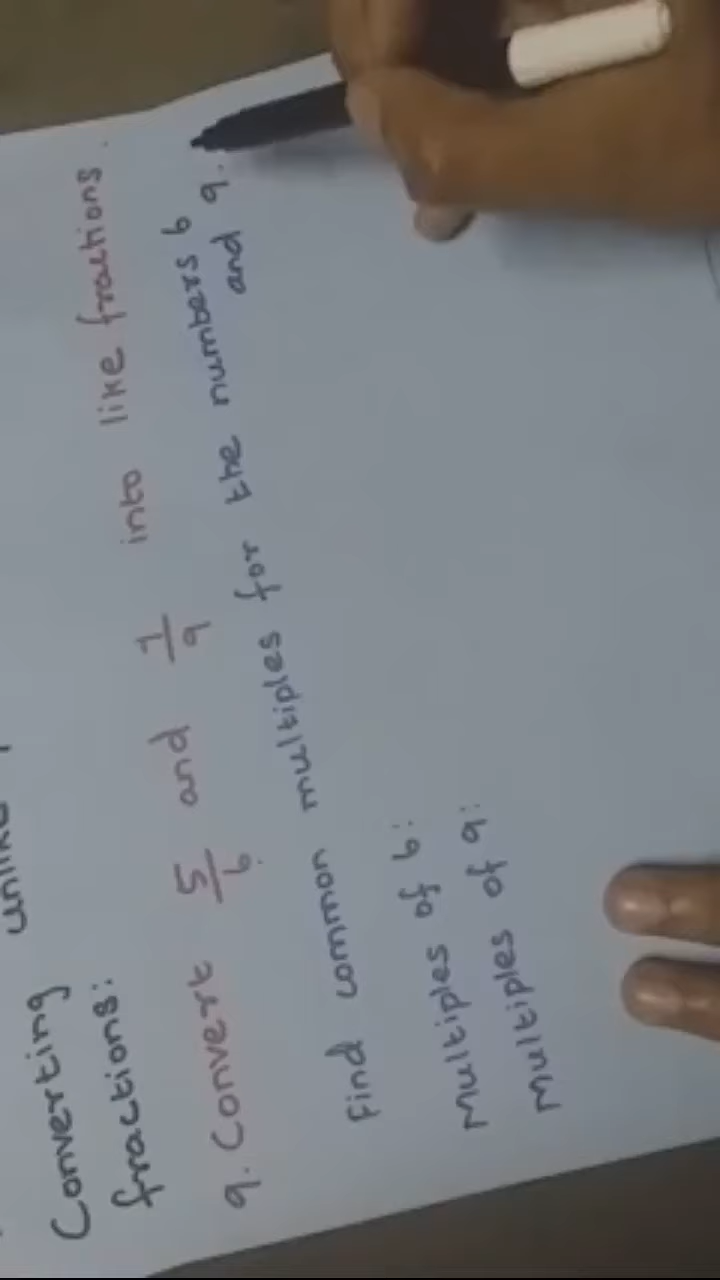 Converting
fractions:
9. Convert 5/6 and 1/9 into like fractions.
Find common multiples for the numbers 6
and 9.
Multiples of 6:
Multiples of 9: